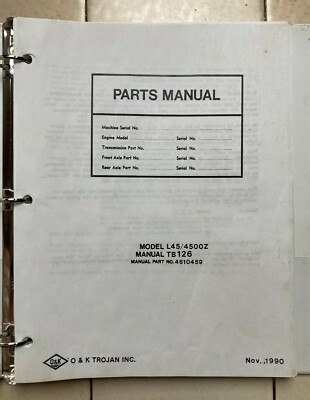 PARTS MANUAL
Machine Serial No.
Engine Model Serial No.
Transmission Part No. Serial No.
Front Axle Part No. Serial No.
Rear Axle Part No. Serial No.
MODEL L45/4500Z
MANUAL TB126
MANUAL PART NO. 4610459
O&K O & K TROJAN INC. Nov., 1990